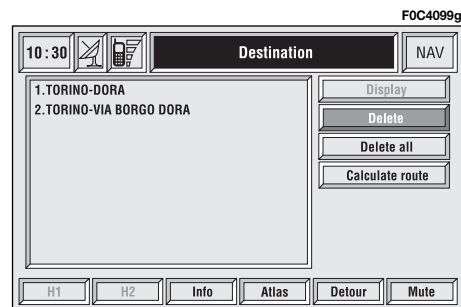 F0C4099g
10:30 Destination NAV
1.TORINO-DORA
2.TORINO-VIA BORGO DORA
Display
Delete
Delete all
Calculate route
H1 H2 Info Atlas Detour Mute